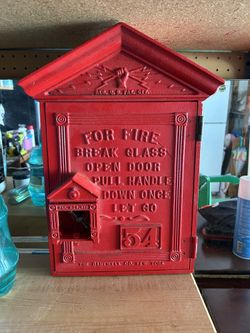 FOR FIRE
BREAK GLASS
OPEN DOOR
PULL HANDLE
DOWN ONCE
LET GO
54